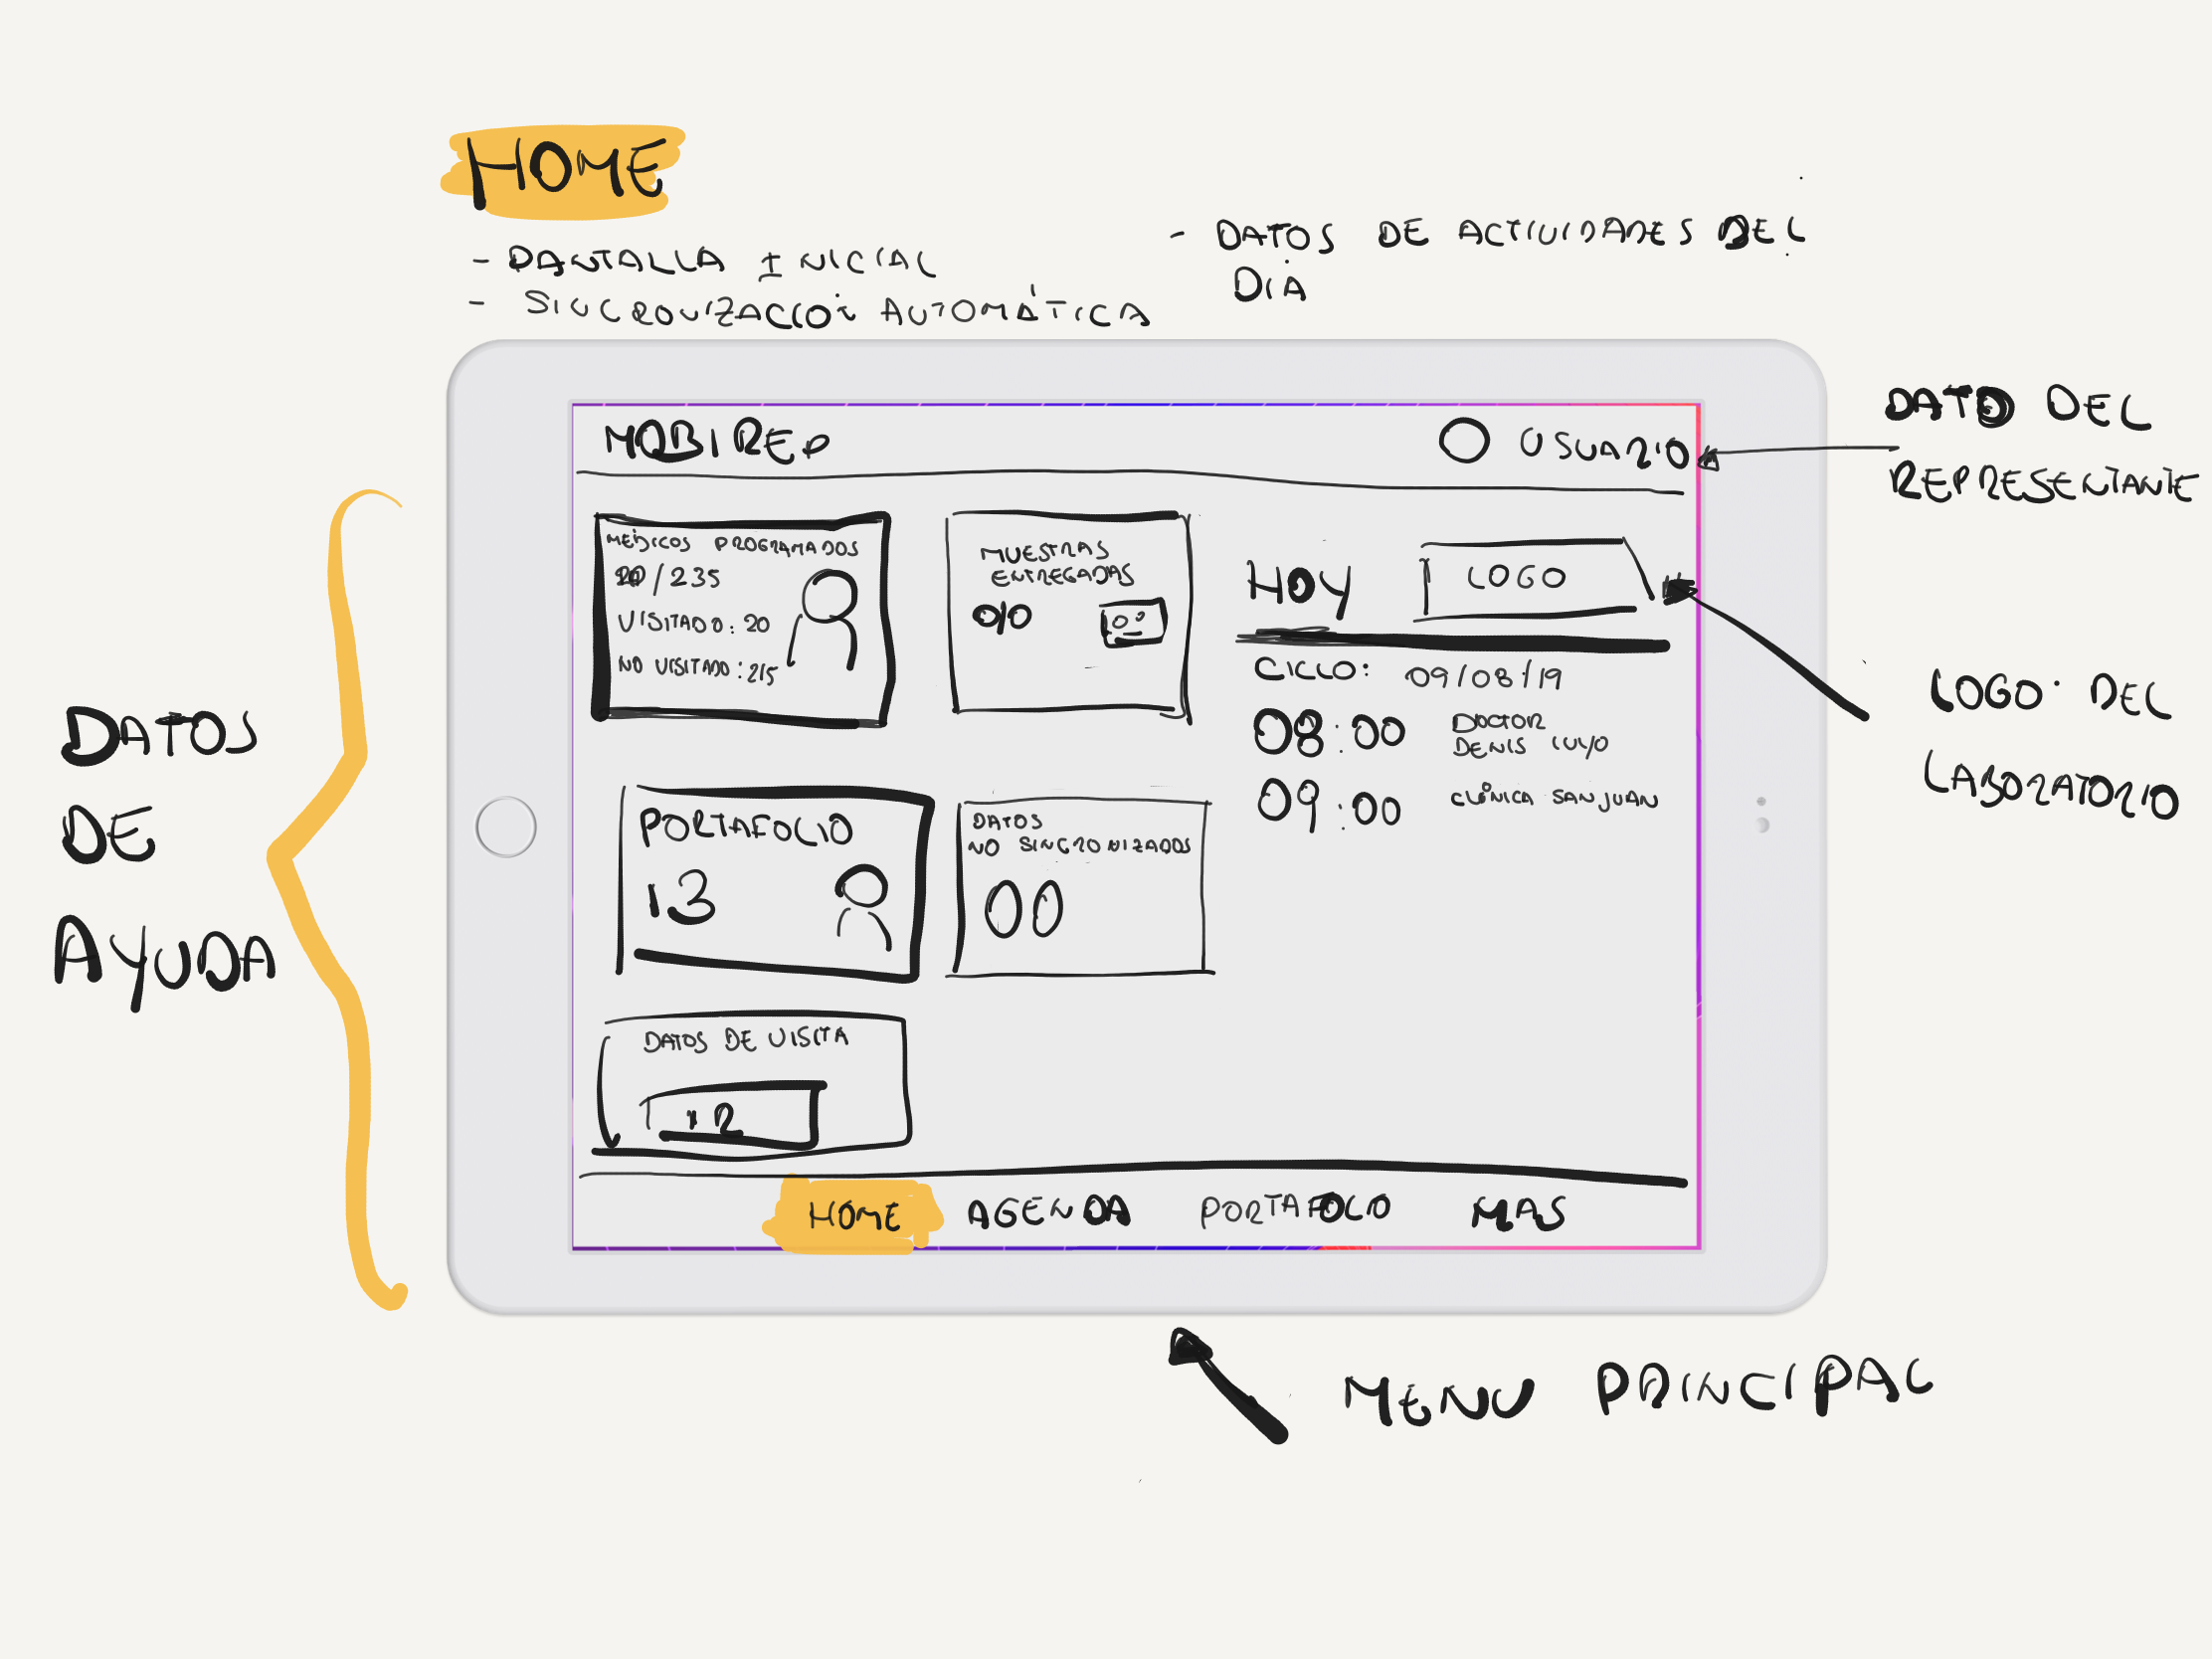 HOME
- PANTALLA INICIAL
- SINCRONIZACCIÓN AUTOMÁTICA
- DATOS DE ACTIVIDADES DEL
DIA
MOBIREP
USUARIO
DATO DEL
REPRESENTANTE
MEDICOS PROGRAMADOS
20/235
VISITADO: 20
NO VISITADO: 215
MUESTRAS
ENTREGADAS
0/0
HOY
LOGO
CICLO: 09/08/19
08:00 DOCTOR
DENIS
09:00 CLÍNICA SAN JUAN
LOGO DEL
LABORATORIO
DATOS
DE
AYUDA
PORTAFOLIO
13
DATOS
NO SINCRONIZADOS
00
DATOS DE VISITA
12
HOME AGENDA PORTAFOLIO MAS
MENU PRINCIPAL